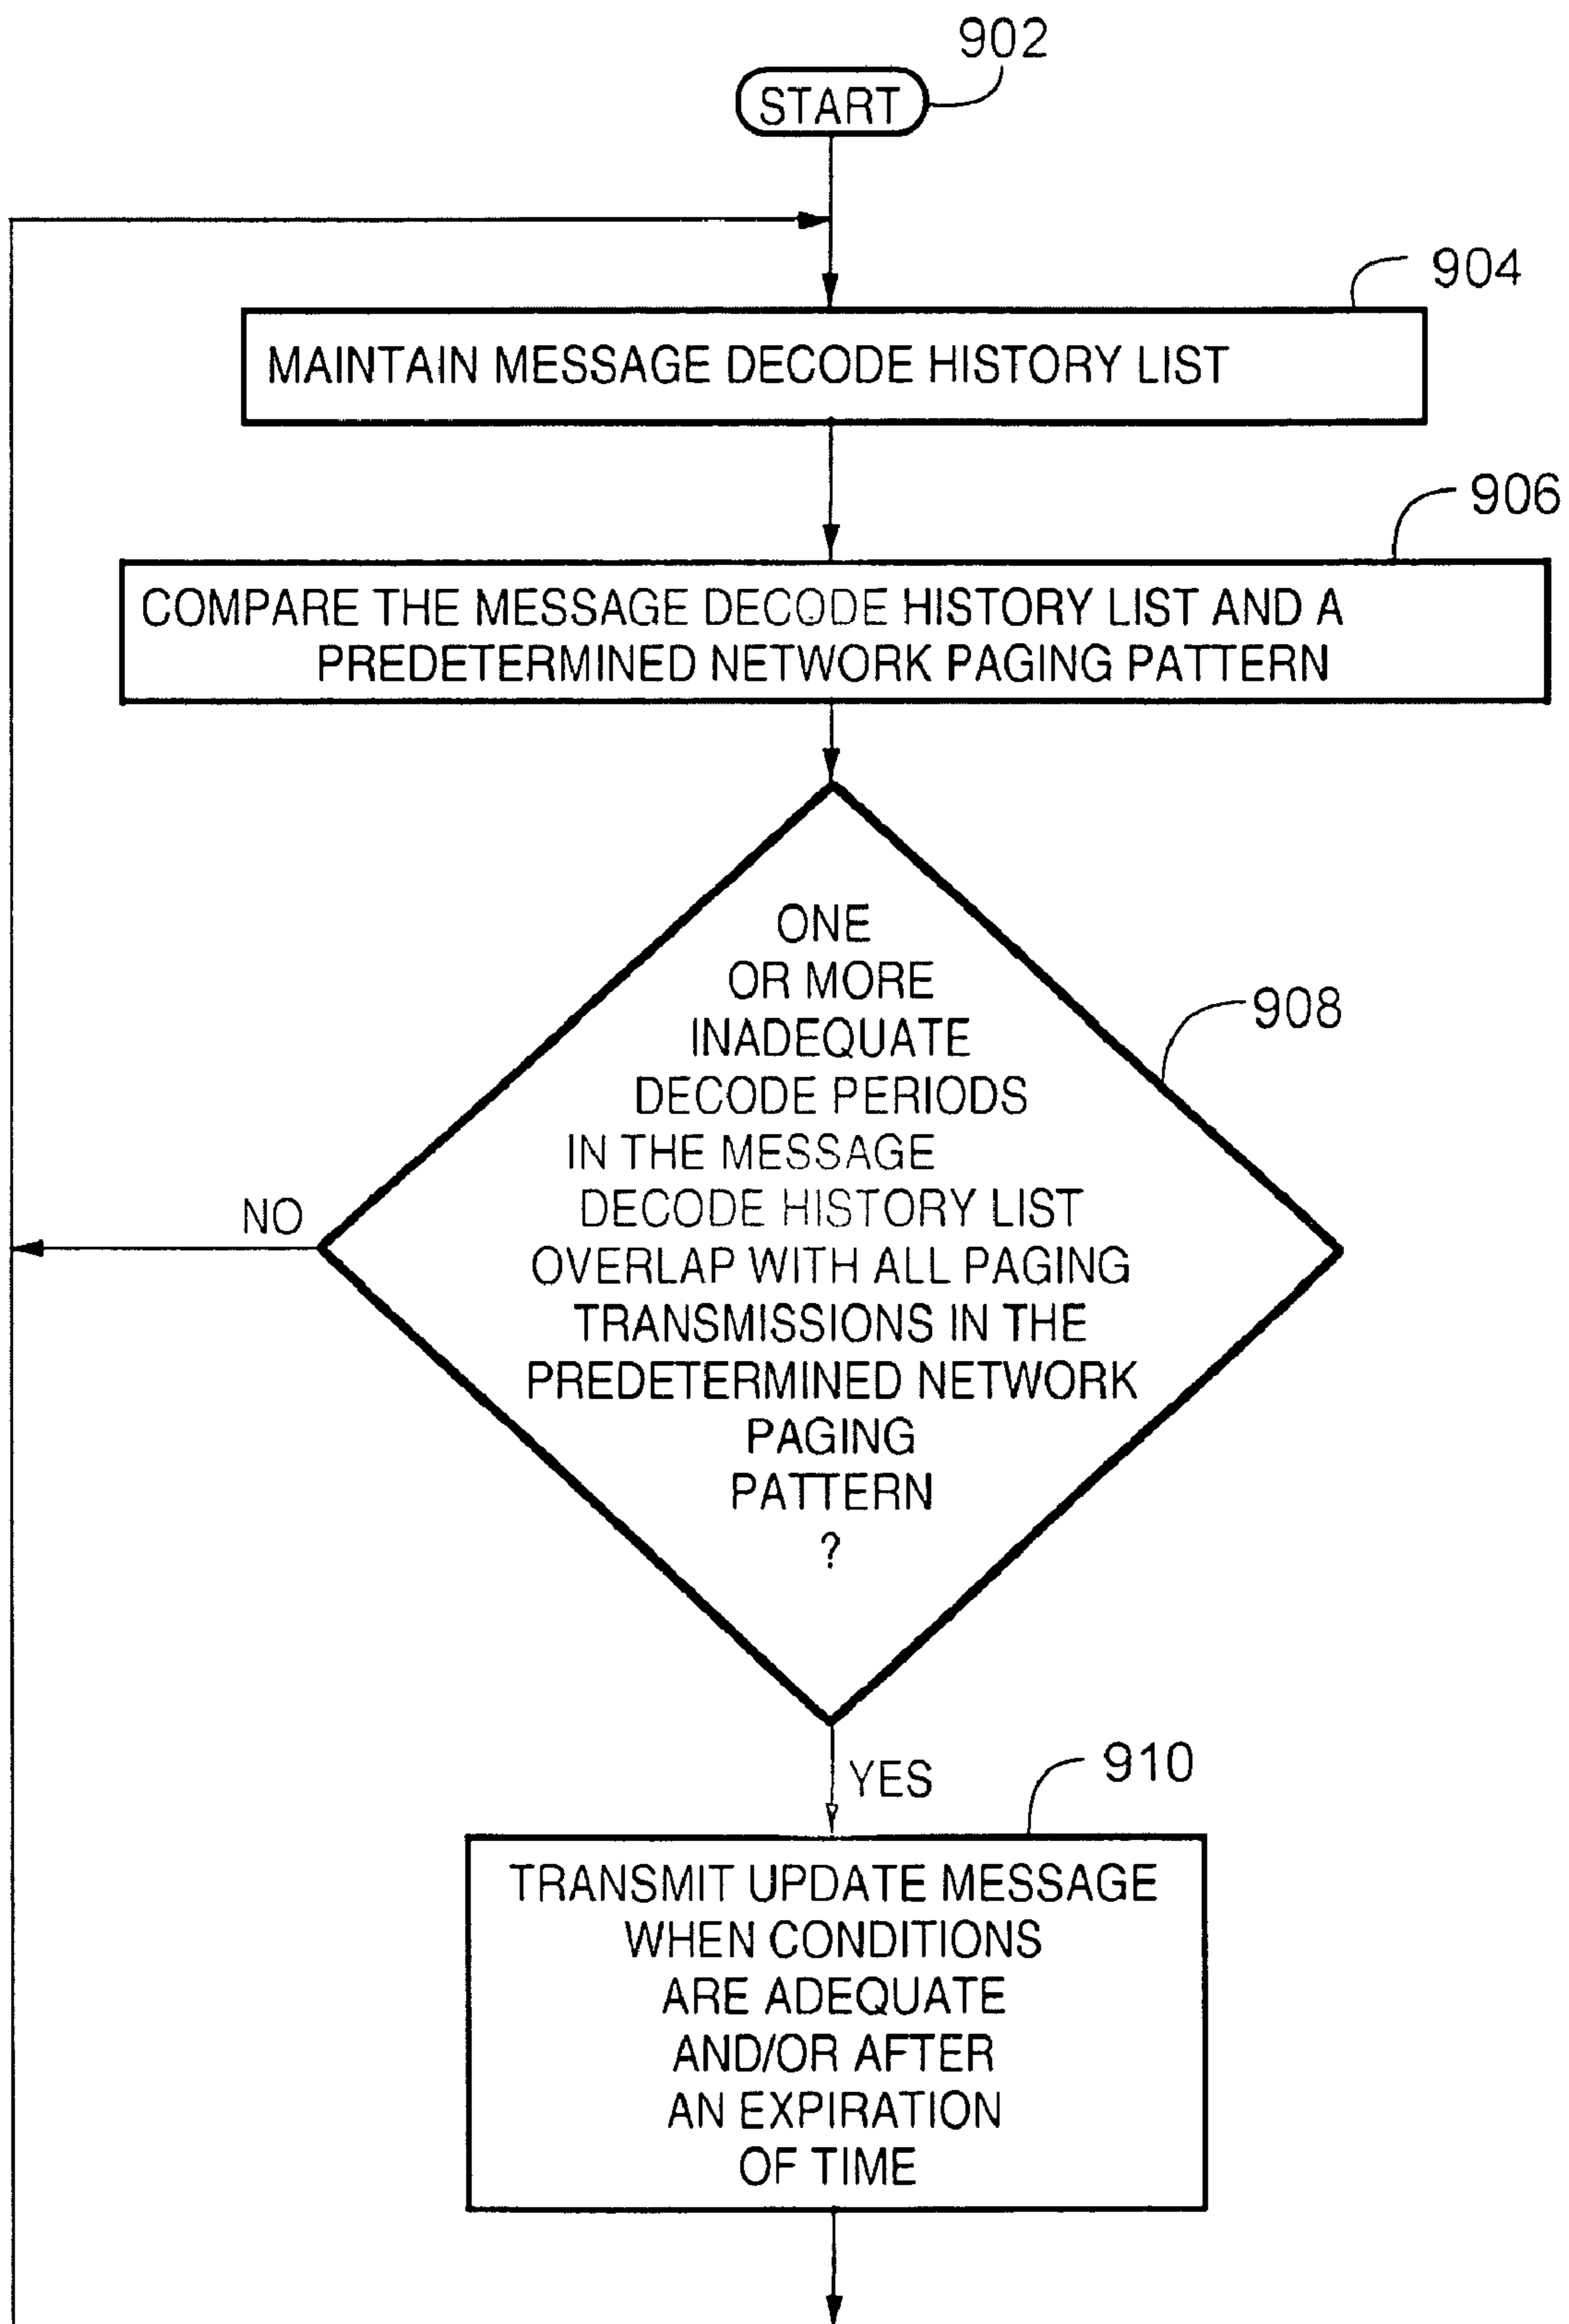 902
START
904
MAINTAIN MESSAGE DECODE HISTORY LIST
906
COMPARE THE MESSAGE DECODE HISTORY LIST AND A
PREDETERMINED NETWORK PAGING PATTERN
ONE
OR MORE
INADEQUATE
DECODE PERIODS
IN THE MESSAGE
DECODE HISTORY LIST
OVERLAP WITH ALL PAGING
TRANSMISSIONS IN THE
PREDETERMINED NETWORK
PAGING
PATTERN
?
908
NO
YES
910
TRANSMIT UPDATE MESSAGE
WHEN CONDITIONS
ARE ADEQUATE
AND/OR AFTER
AN EXPIRATION
OF TIME